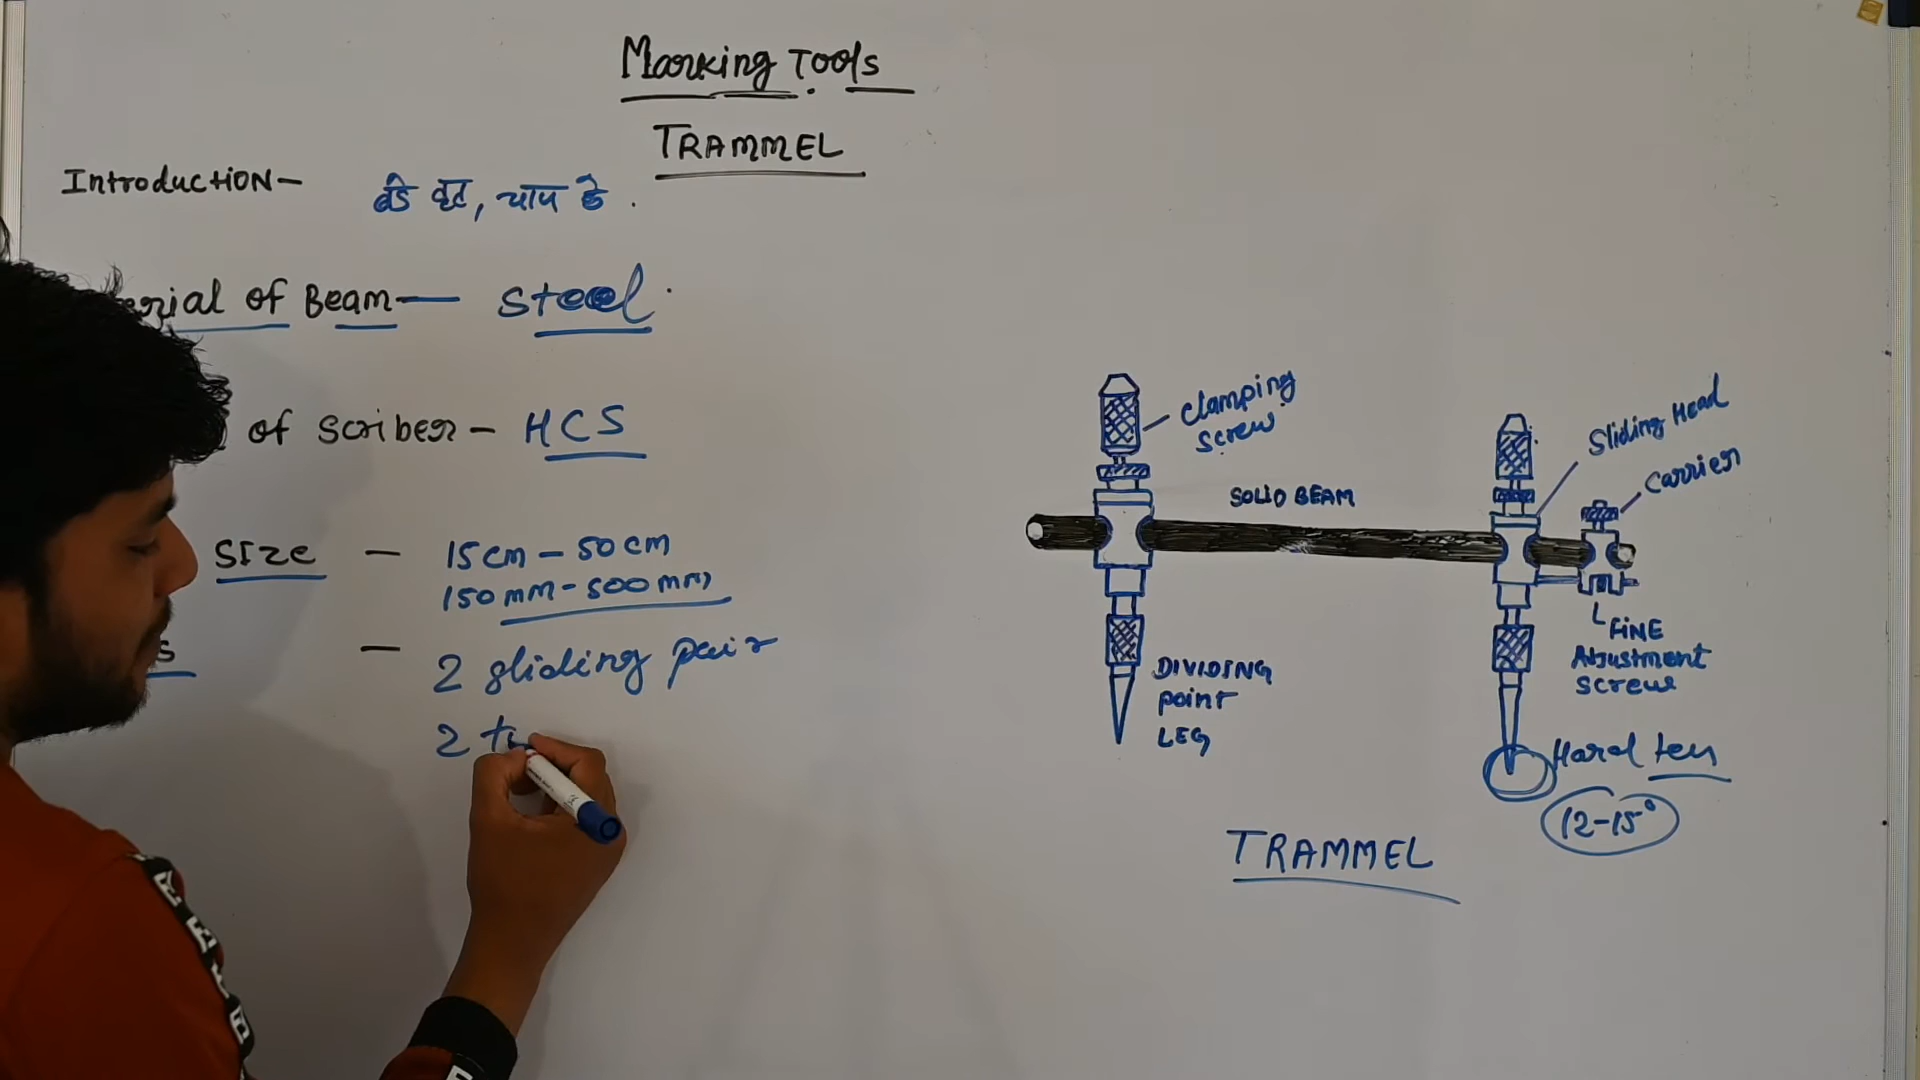 Marking Tools
TRAMMEL
Introduction-
बडे वृत, चाप के.
erial of Beam — Steel.
of Scriber - HCS
Size — 15cm - 50cm
150mm - 500mm
s — 2 sliding pair
2
Clamping
Screw
SOLID BEAM
Sliding Head
Carrier
FINE
Adjustment
Screw
DIVIDING
point
LEG
Hard ten
12-15°
TRAMMEL